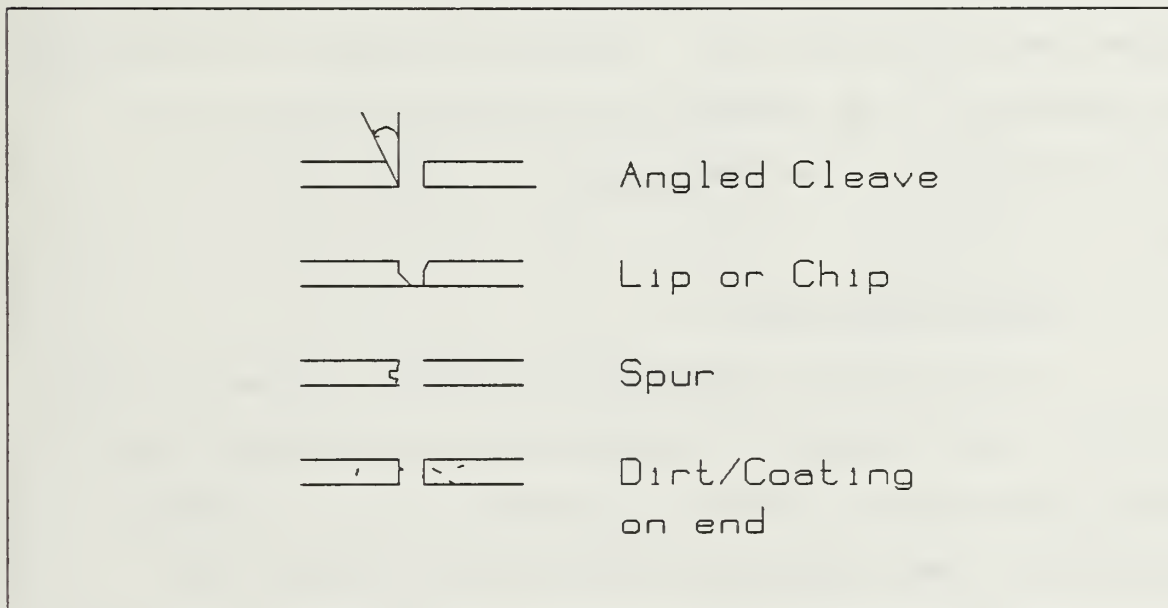 Angled Cleave
Lip or Chip
Spur
Dirt/Coating
on end